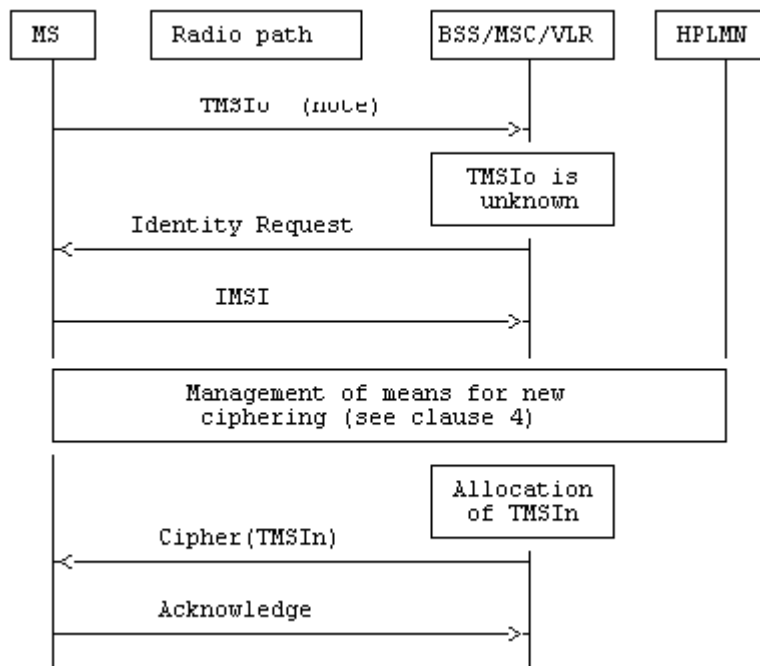 MS
Radio path
BSS/MSC/VLR
HPLMN
TMSIo (note)
TMSIo is
unknown
Identity Request
IMSI
Management of means for new
ciphering (see clause 4)
Allocation
of TMSIn
Cipher(TMSIn)
Acknowledge